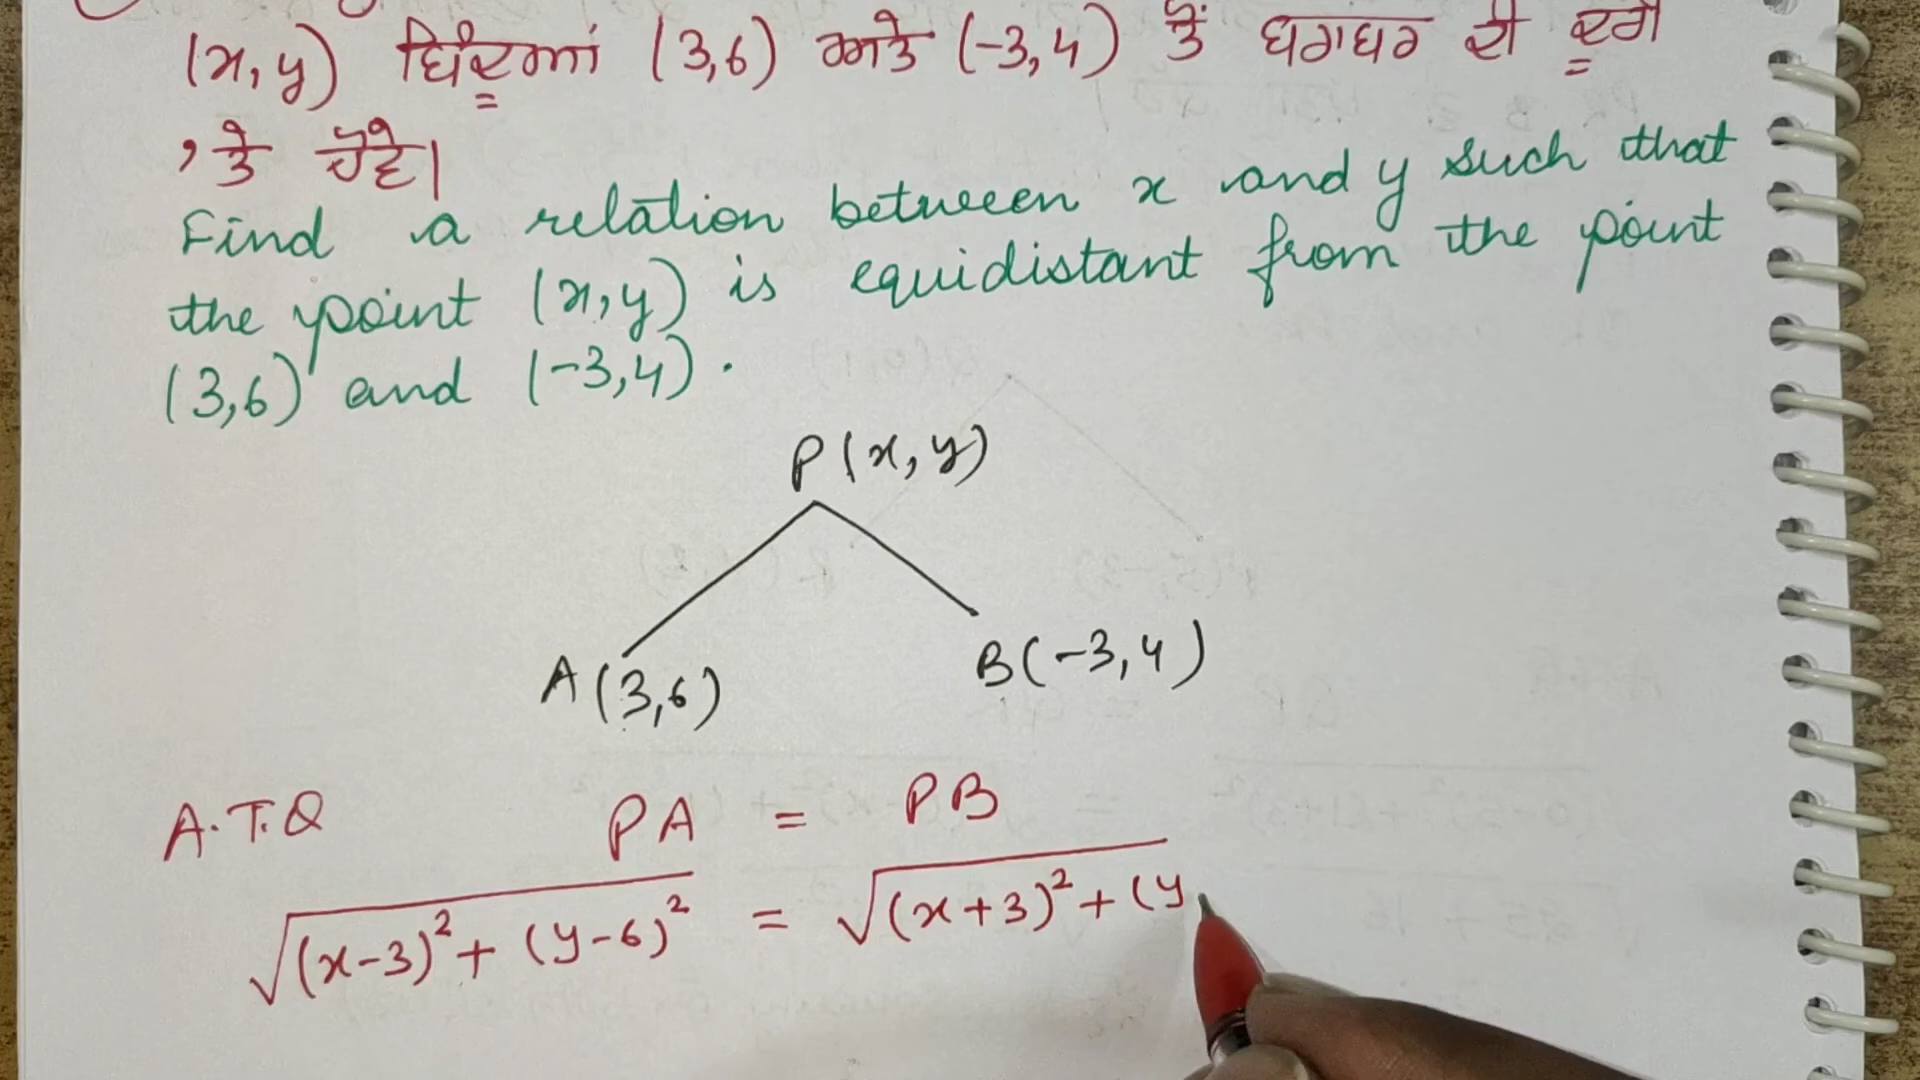 (x,y) ਬਿੰਦੂਆਂ (3,6) ਅਤੇ (-3,4) ਤੋਂ ਬਰਾਬਰ ਦੀ ਦੂਰੀ
'ਤੇ ਹੋਵੇ।
Find a relation between x and y such that
the point (x,y) is equidistant from the point
(3,6) and (-3,4).
P(x,y)
A(3,6)
B(-3,4)
A.T.Q PA = PB
√(x-3)²+(y-6)² = √(x+3)²+(y